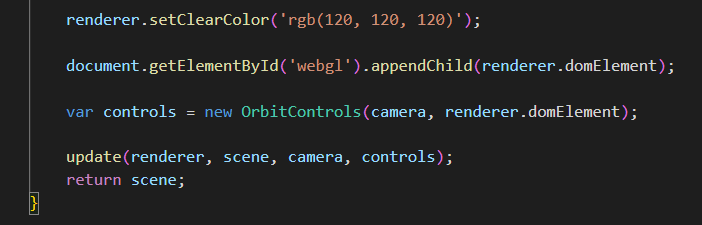 renderer.setClearColor('rgb(120, 120, 120)');
document.getElementById('webgl').appendChild(renderer.domElement);
var controls = new OrbitControls(camera, renderer.domElement);
update(renderer, scene, camera, controls);
return scene;
}